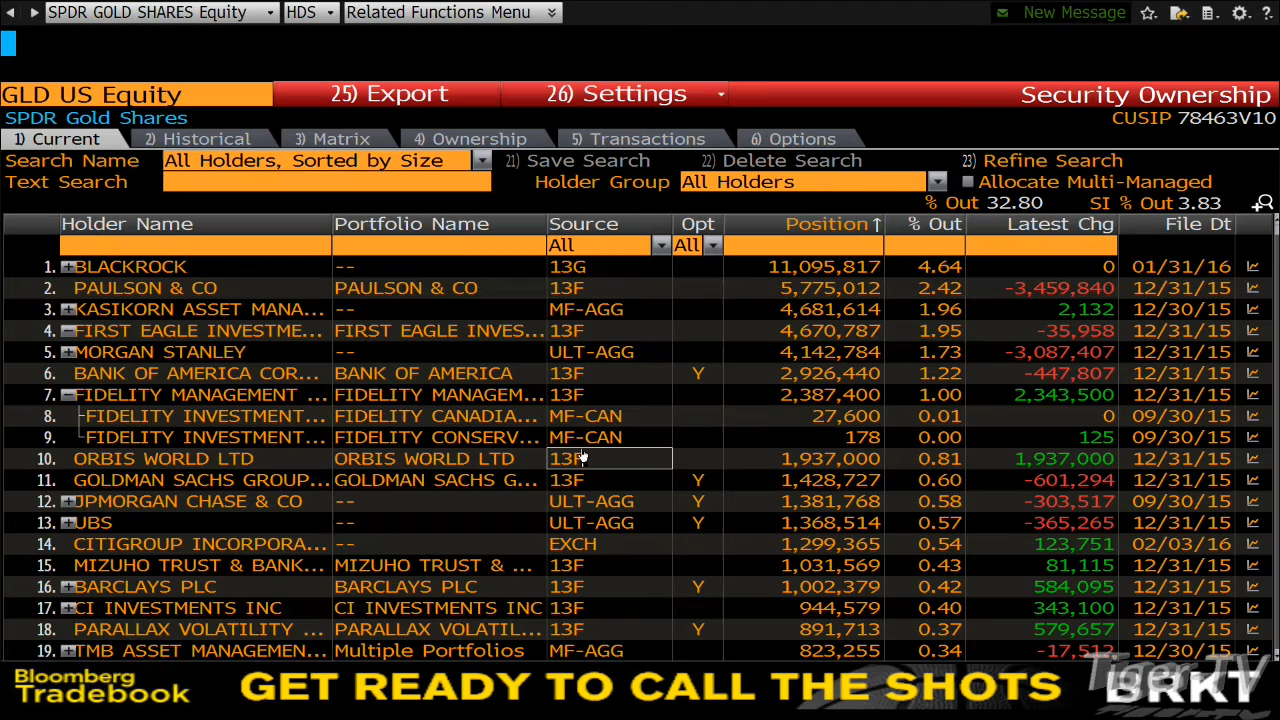 SPDR GOLD SHARES Equity HDS Related Functions Menu New Message ?
GLD US Equity 25) Export 26) Settings Security Ownership
SPDR Gold Shares CUSIP 78463V10
1) Current 2) Historical 3) Matrix 4) Ownership 5) Transactions 6) Options
Search Name All Holders, Sorted by Size 21) Save Search 22) Delete Search 23) Refine Search
Text Search Holder Group All Holders Allocate Multi-Managed
% Out 32.80 SI % Out 3.83
Holder Name Portfolio Name Source Opt Position↑ % Out Latest Chg File Dt
All All
1. BLACKROCK -- 13G 11,095,817 4.64 0 01/31/16
2. PAULSON & CO PAULSON & CO 13F 5,775,012 2.42 -3,459,840 12/31/15
3. KASIKORN ASSET MANA... -- MF-AGG 4,681,614 1.96 2,132 12/30/15
4. FIRST EAGLE INVESTME... FIRST EAGLE INVES... 13F 4,670,787 1.95 -35,958 12/31/15
5. MORGAN STANLEY -- ULT-AGG 4,142,784 1.73 -3,087,407 12/31/15
6. BANK OF AMERICA COR... BANK OF AMERICA 13F Y 2,926,440 1.22 -447,807 12/31/15
7. FIDELITY MANAGEMENT ... FIDELITY MANAGEM... 13F 2,387,400 1.00 2,343,500 12/31/15
8. FIDELITY INVESTMENT... FIDELITY CANADIA... MF-CAN 27,600 0.01 0 09/30/15
9. FIDELITY INVESTMENT... FIDELITY CONSERV... MF-CAN 178 0.00 125 09/30/15
10. ORBIS WORLD LTD ORBIS WORLD LTD 13F 1,937,000 0.81 1,937,000 12/31/15
11. GOLDMAN SACHS GROUP... GOLDMAN SACHS G... 13F Y 1,428,727 0.60 -601,294 12/31/15
12. JPMORGAN CHASE & CO -- ULT-AGG Y 1,381,768 0.58 -303,517 09/30/15
13. UBS -- ULT-AGG Y 1,368,514 0.57 -365,265 12/31/15
14. CITIGROUP INCORPORA... -- EXCH 1,299,365 0.54 123,751 02/03/16
15. MIZUHO TRUST & BANK... MIZUHO TRUST & ... 13F 1,031,569 0.43 81,115 12/31/15
16. BARCLAYS PLC BARCLAYS PLC 13F Y 1,002,379 0.42 584,095 12/31/15
17. CI INVESTMENTS INC CI INVESTMENTS INC 13F 944,579 0.40 343,100 12/31/15
18. PARALLAX VOLATILITY ... PARALLAX VOLATIL... 13F Y 891,713 0.37 579,657 12/31/15
19. TMB ASSET MANAGEMEN... Multiple Portfolios MF-AGG 823,255 0.34 -17,512 12/30/15
Bloomberg
Tradebook
GET READY TO CALL THE SHOTS
BRKT
Tiger TV